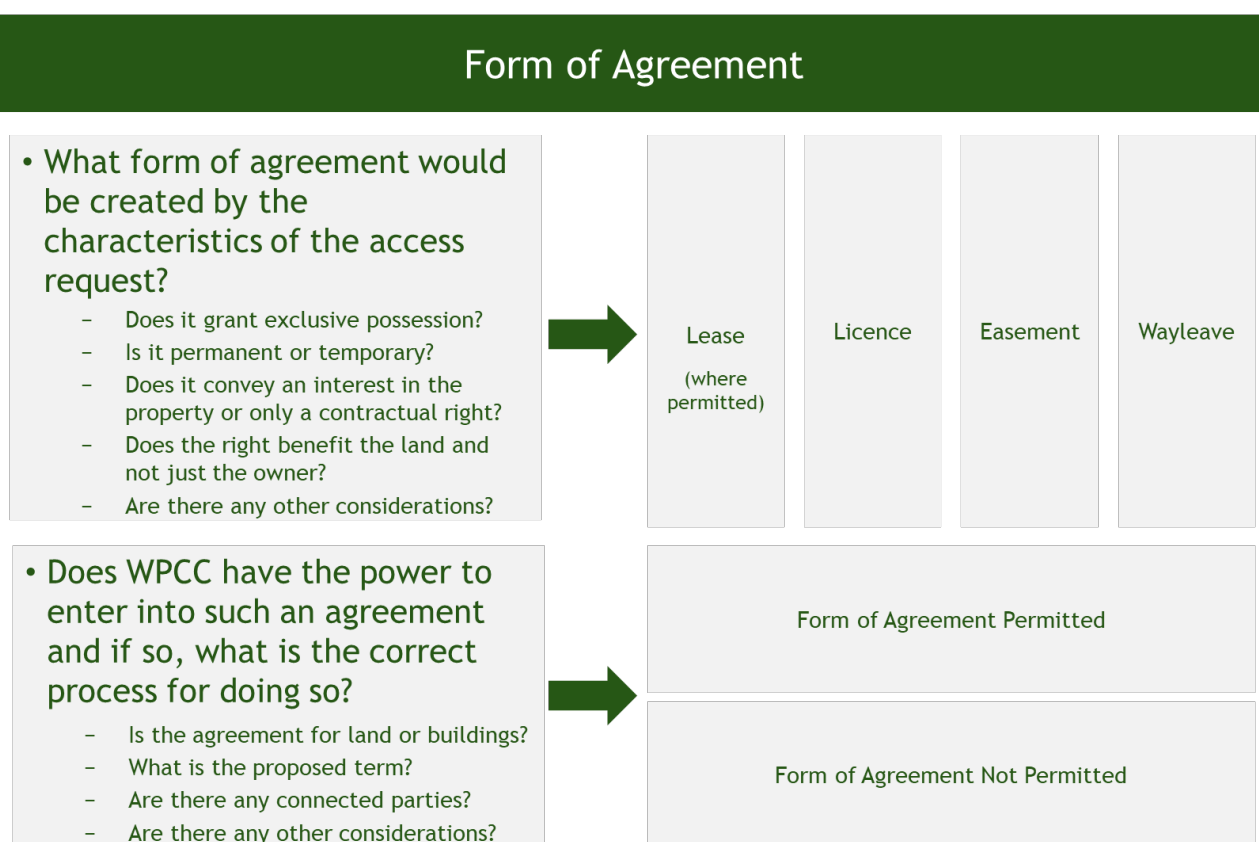 Form of Agreement
• What form of agreement would
be created by the
characteristics of the access
request?
– Does it grant exclusive possession?
– Is it permanent or temporary?
– Does it convey an interest in the
property or only a contractual right?
– Does the right benefit the land and
not just the owner?
– Are there any other considerations?
Lease
(where
permitted)
Licence
Easement
Wayleave
• Does WPCC have the power to
enter into such an agreement
and if so, what is the correct
process for doing so?
– Is the agreement for land or buildings?
– What is the proposed term?
– Are there any connected parties?
– Are there any other considerations?
Form of Agreement Permitted
Form of Agreement Not Permitted